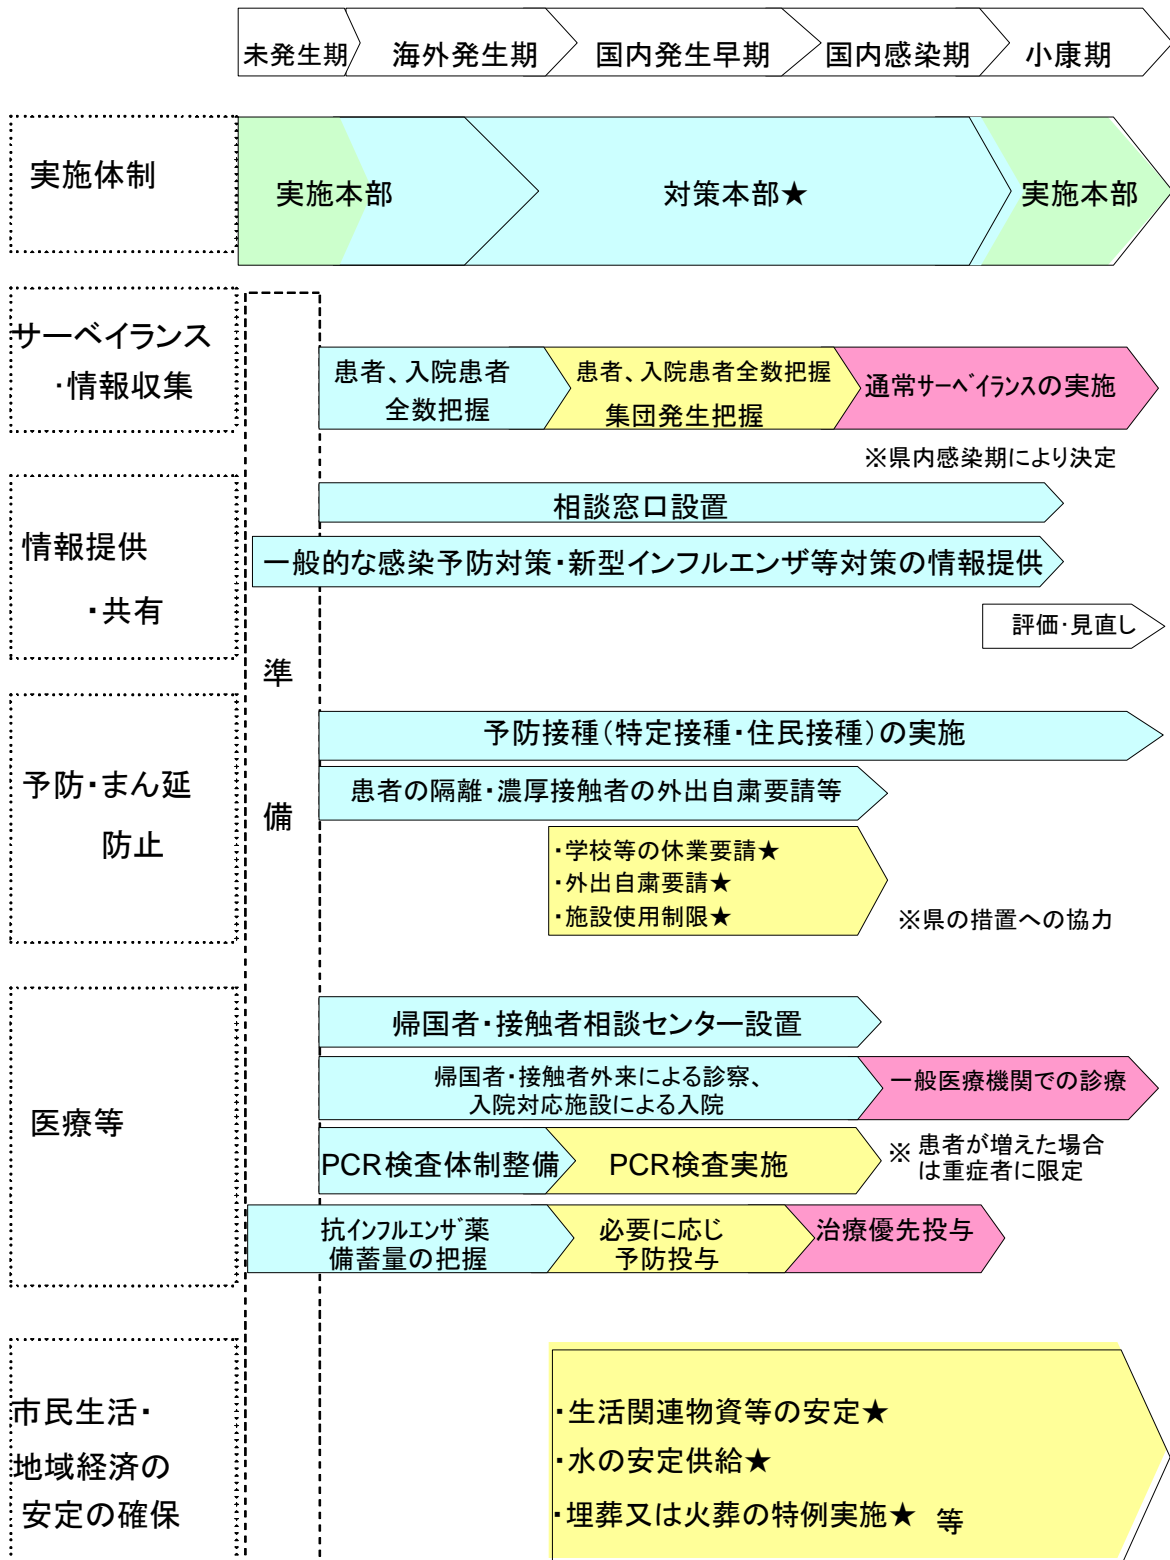 未発生期
海外発生期
国内発生早期
国内感染期
小康期
実施体制
実施本部
対策本部★
実施本部
サーベイランス
・情報収集
患者、入院患者
全数把握
患者、入院患者全数把握
集団発生把握
通常サーベイランスの実施
※県内感染期により決定
情報提供
・共有
相談窓口設置
一般的な感染予防対策・新型インフルエンザ等対策の情報提供
評価・見直し
準
備
予防・まん延
防止
予防接種(特定接種・住民接種)の実施
患者の隔離・濃厚接触者の外出自粛要請等
・学校等の休業要請★
・外出自粛要請★
・施設使用制限★
※県の措置への協力
医療等
帰国者・接触者相談センター設置
帰国者・接触者外来による診察、
入院対応施設による入院
一般医療機関での診療
PCR検査体制整備
PCR検査実施
※ 患者が増えた場合
は重症者に限定
抗インフルエンザ薬
備蓄量の把握
必要に応じ
予防投与
治療優先投与
市民生活・
地域経済の
安定の確保
・生活関連物資等の安定★
・水の安定供給★
・埋葬又は火葬の特例実施★ 等